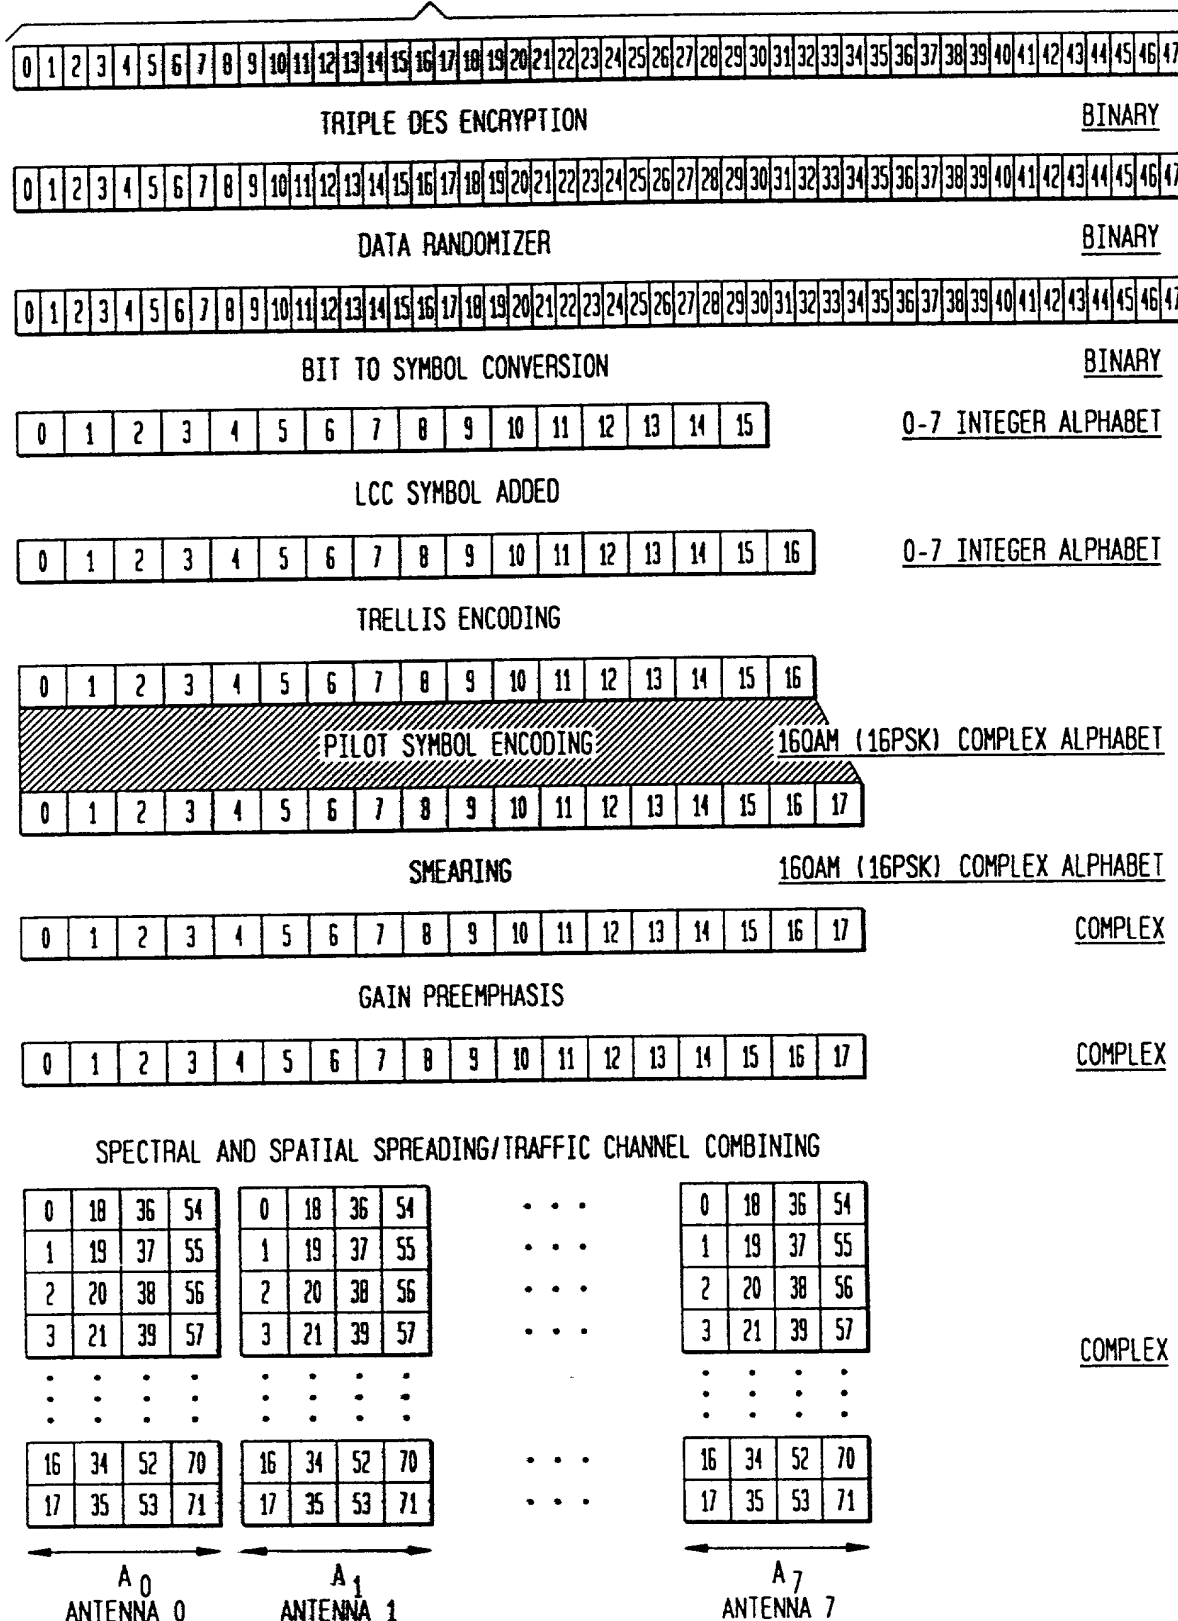 0 1 2 3 4 5 6 7 8 9 10 11 12 13 14 15 16 17 18 19 20 21 22 23 24 25 26 27 28 29 30 31 32 33 34 35 36 37 38 39 40 41 42 43 44 45 46 47
TRIPLE DES ENCRYPTION BINARY
0 1 2 3 4 5 6 7 8 9 10 11 12 13 14 15 16 17 18 19 20 21 22 23 24 25 26 27 28 29 30 31 32 33 34 35 36 37 38 39 40 41 42 43 44 45 46 47
DATA RANDOMIZER BINARY
0 1 2 3 4 5 6 7 8 9 10 11 12 13 14 15 16 17 18 19 20 21 22 23 24 25 26 27 28 29 30 31 32 33 34 35 36 37 38 39 40 41 42 43 44 45 46 47
BIT TO SYMBOL CONVERSION BINARY
0 1 2 3 4 5 6 7 8 9 10 11 12 13 14 15 0-7 INTEGER ALPHABET
LCC SYMBOL ADDED
0 1 2 3 4 5 6 7 8 9 10 11 12 13 14 15 16 0-7 INTEGER ALPHABET
TRELLIS ENCODING
0 1 2 3 4 5 6 7 8 9 10 11 12 13 14 15 16
PILOT SYMBOL ENCODING 16QAM (16PSK) COMPLEX ALPHABET
0 1 2 3 4 5 6 7 8 9 10 11 12 13 14 15 16 17
SMEARING 16QAM (16PSK) COMPLEX ALPHABET
0 1 2 3 4 5 6 7 8 9 10 11 12 13 14 15 16 17 COMPLEX
GAIN PREEMPHASIS
0 1 2 3 4 5 6 7 8 9 10 11 12 13 14 15 16 17 COMPLEX
SPECTRAL AND SPATIAL SPREADING/TRAFFIC CHANNEL COMBINING
0 18 36 54 0 18 36 54 . . . 0 18 36 54
1 19 37 55 1 19 37 55 . . . 1 19 37 55
2 20 38 56 2 20 38 56 . . . 2 20 38 56
3 21 39 57 3 21 39 57 . . . 3 21 39 57
COMPLEX
16 34 52 70 16 34 52 70 . . . 16 34 52 70
17 35 53 71 17 35 53 71 . . . 17 35 53 71
A0 A1 A7
ANTENNA 0 ANTENNA 1 ANTENNA 7